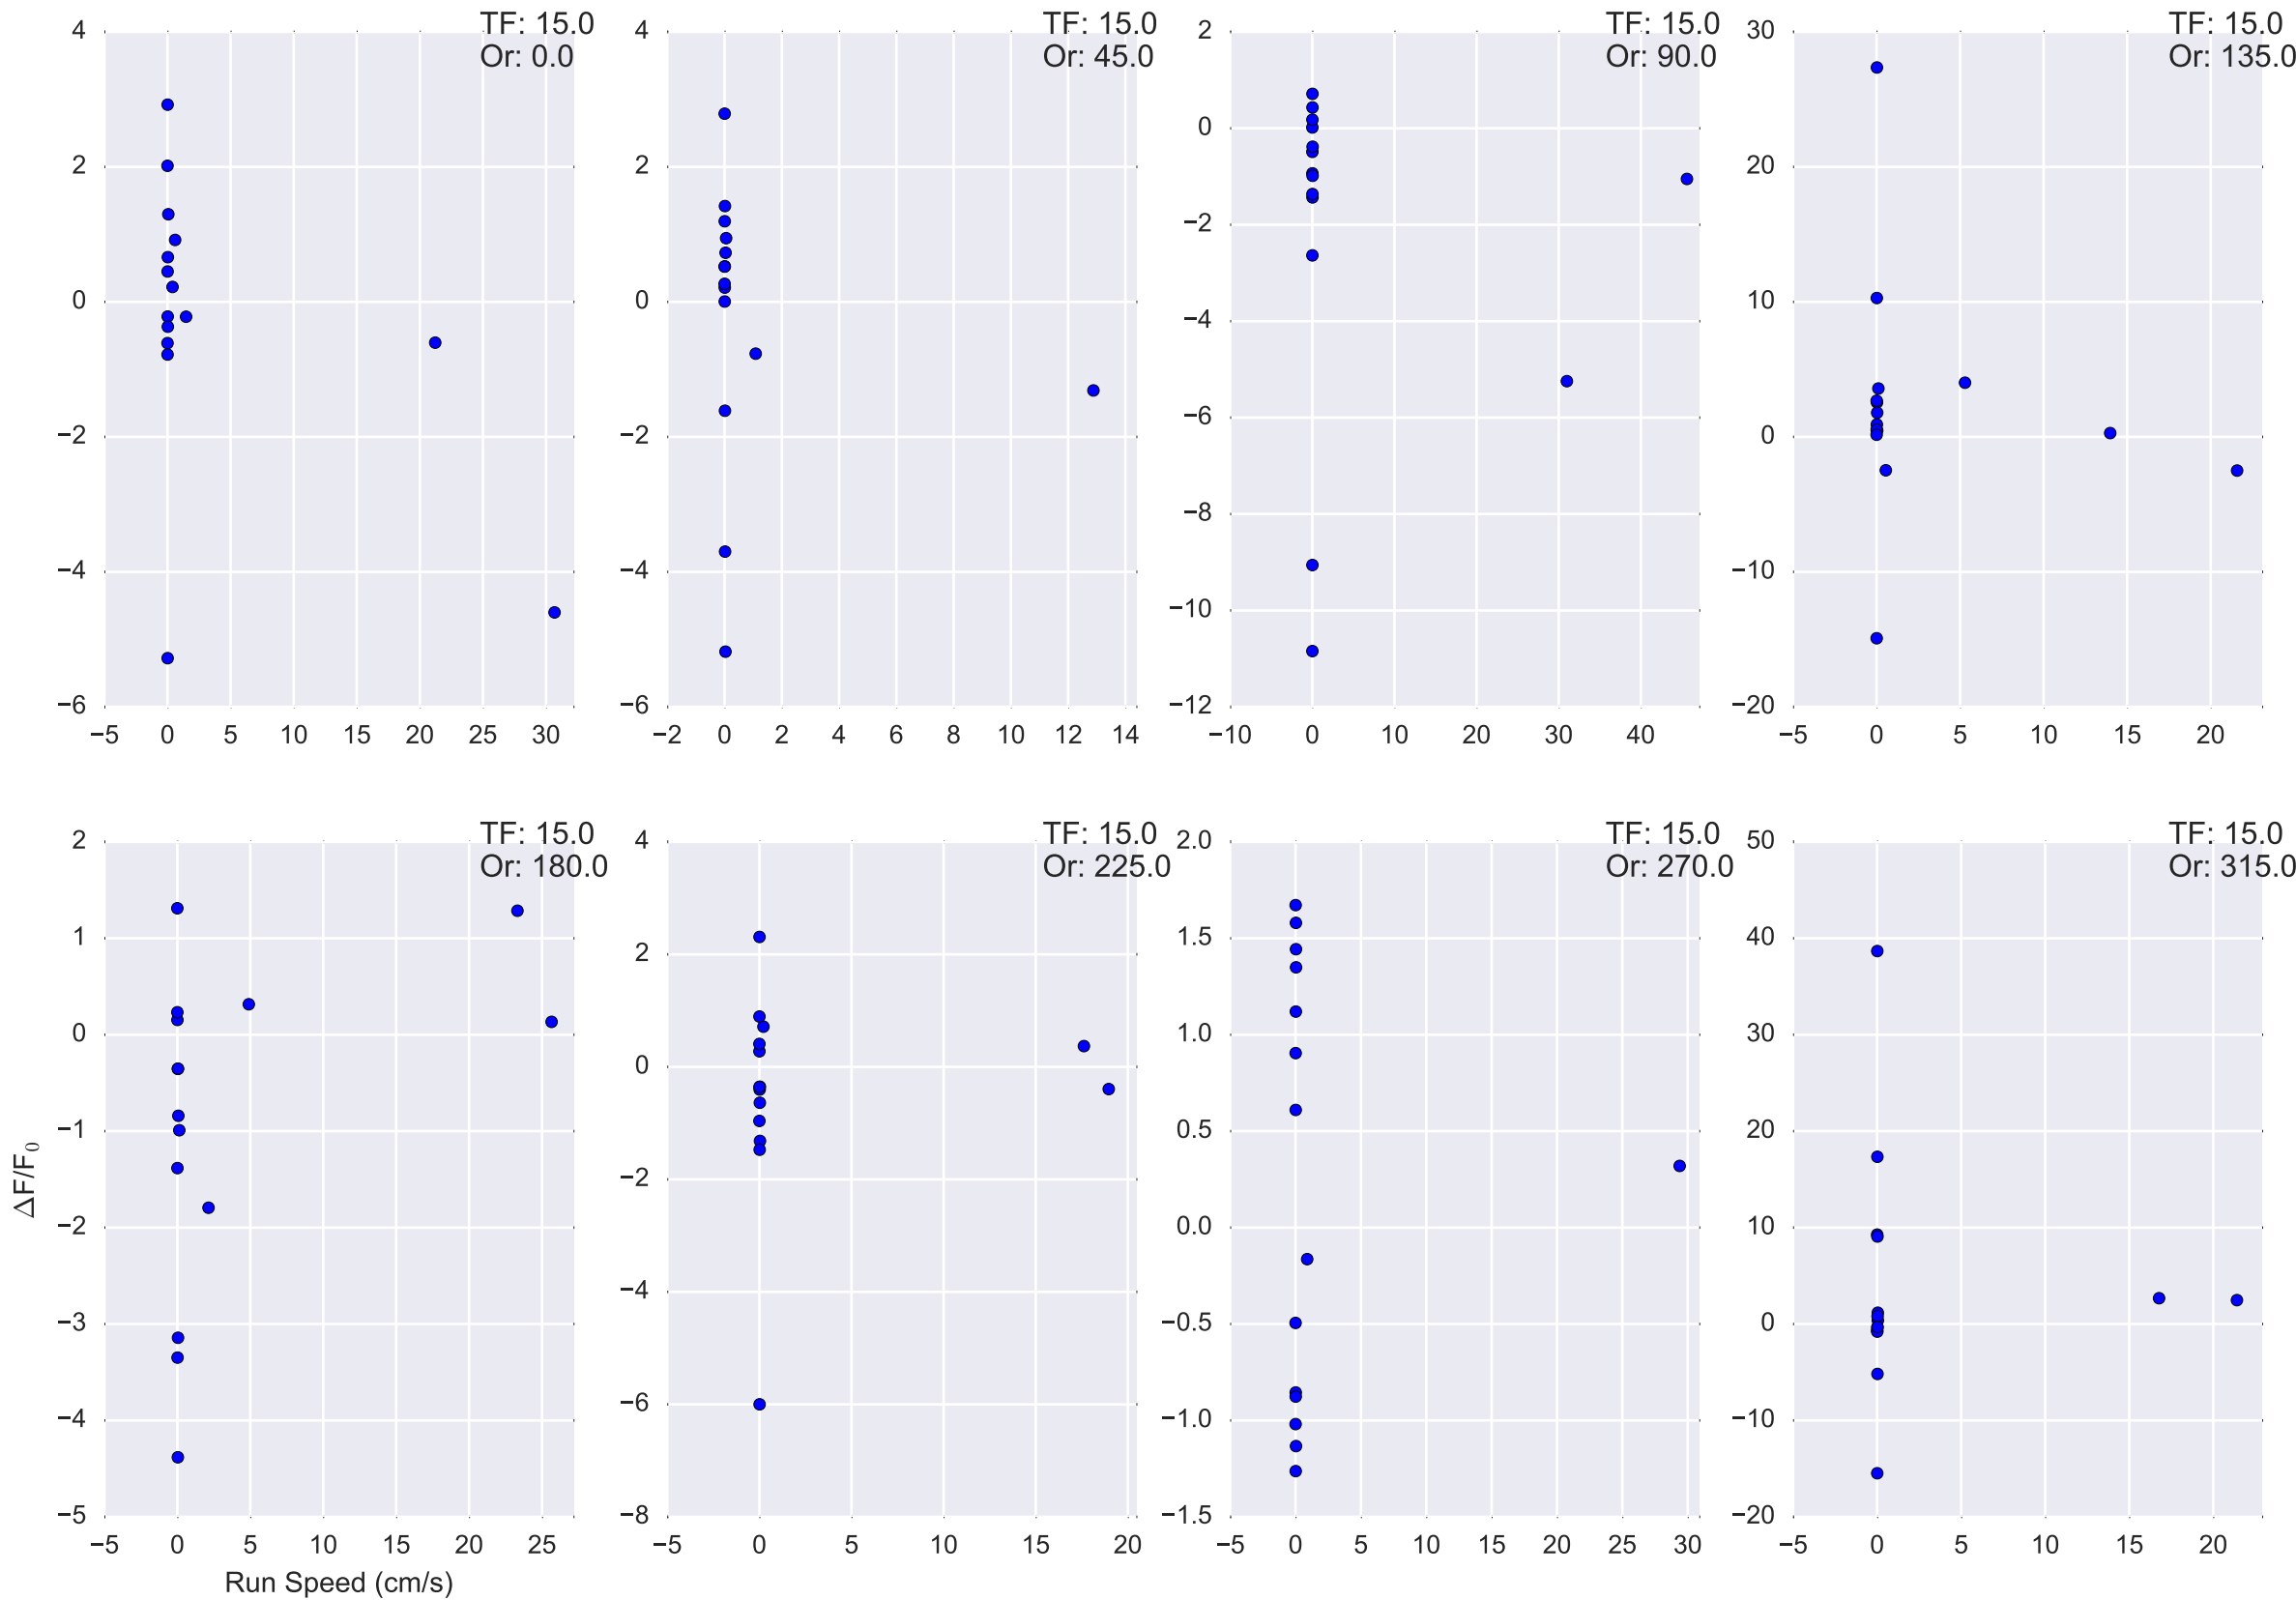 TF: 15.0
Or: 0.0
4
2
0
−2
−4
−6
−5 0 5 10 15 20 25 30
TF: 15.0
Or: 45.0
4
2
0
−2
−4
−6
−2 0 2 4 6 8 10 12 14
TF: 15.0
Or: 90.0
2
0
−2
−4
−6
−8
−10
−12
−10 0 10 20 30 40
TF: 15.0
Or: 135.0
30
20
10
0
−10
−20
−5 0 5 10 15 20
TF: 15.0
Or: 180.0
2
1
0
−1
−2
−3
−4
−5
−5 0 5 10 15 20 25
Run Speed (cm/s)
ΔF/F₀
TF: 15.0
Or: 225.0
4
2
0
−2
−4
−6
−8
−5 0 5 10 15 20
TF: 15.0
Or: 270.0
2.0
1.5
1.0
0.5
0.0
−0.5
−1.0
−1.5
−5 0 5 10 15 20 25 30
TF: 15.0
Or: 315.0
50
40
30
20
10
0
−10
−20
−5 0 5 10 15 20